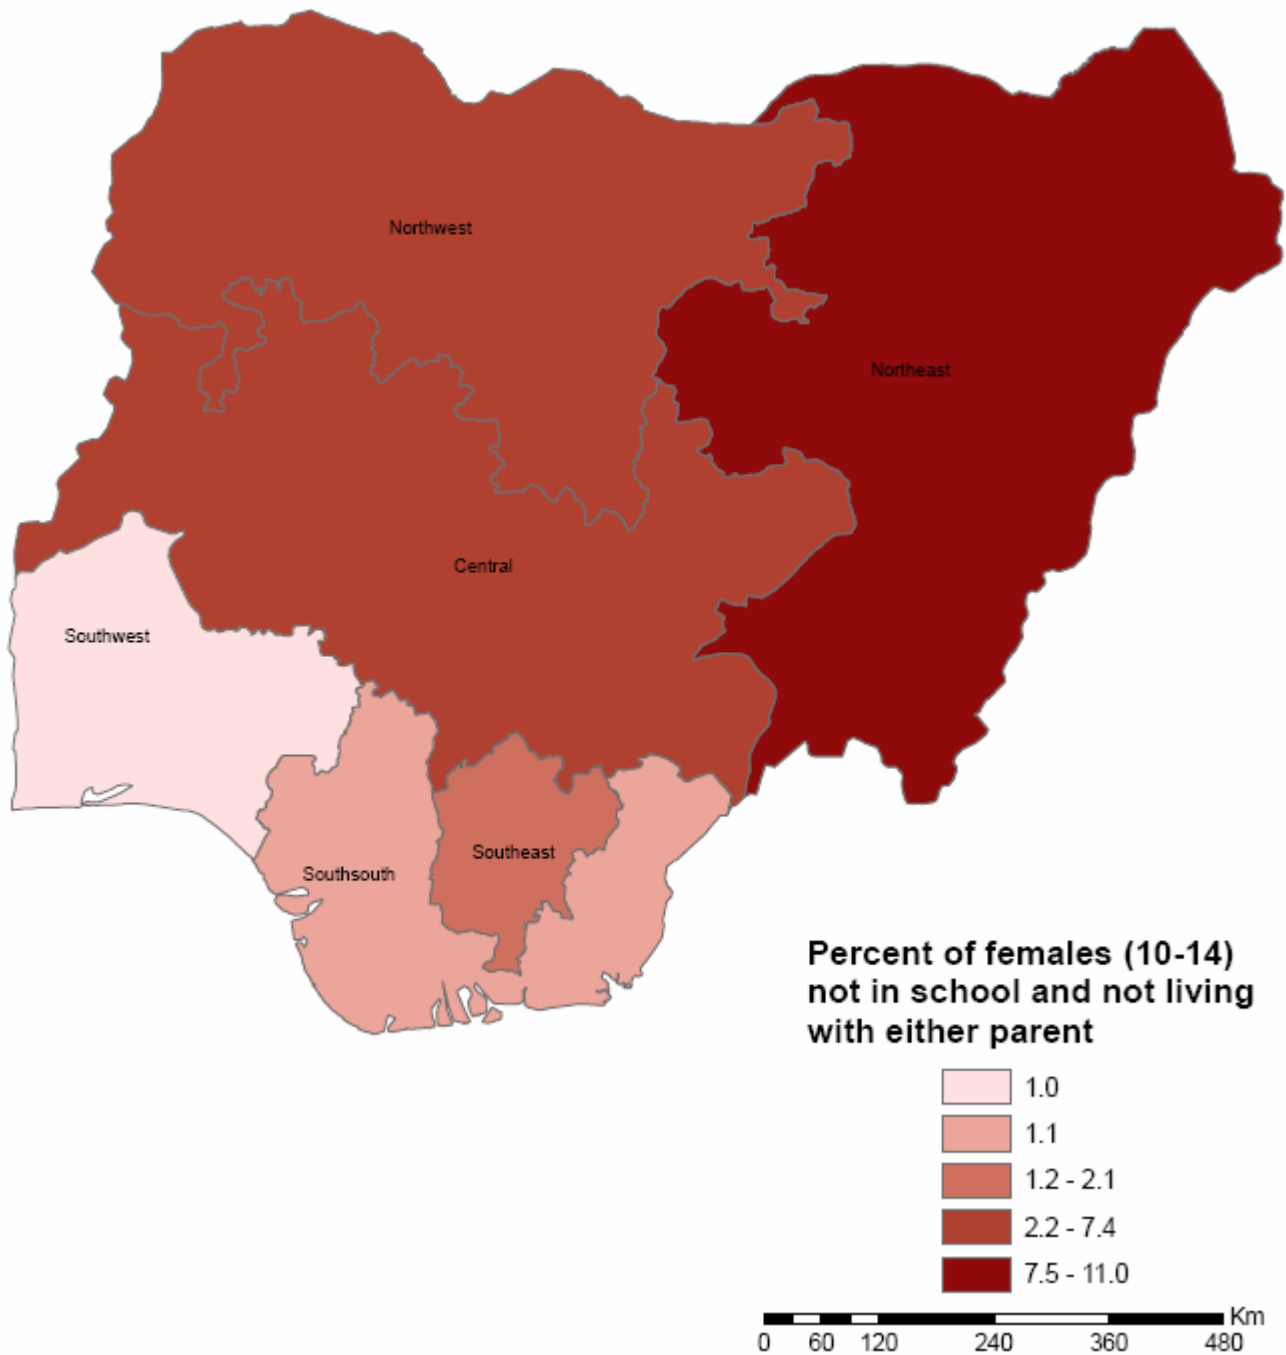 Northwest
Northeast
Central
Southwest
Southeast
Southsouth
Percent of females (10-14)
not in school and not living
with either parent
1.0
1.1
1.2 - 2.1
2.2 - 7.4
7.5 - 11.0
Km
0 60 120 240 360 480